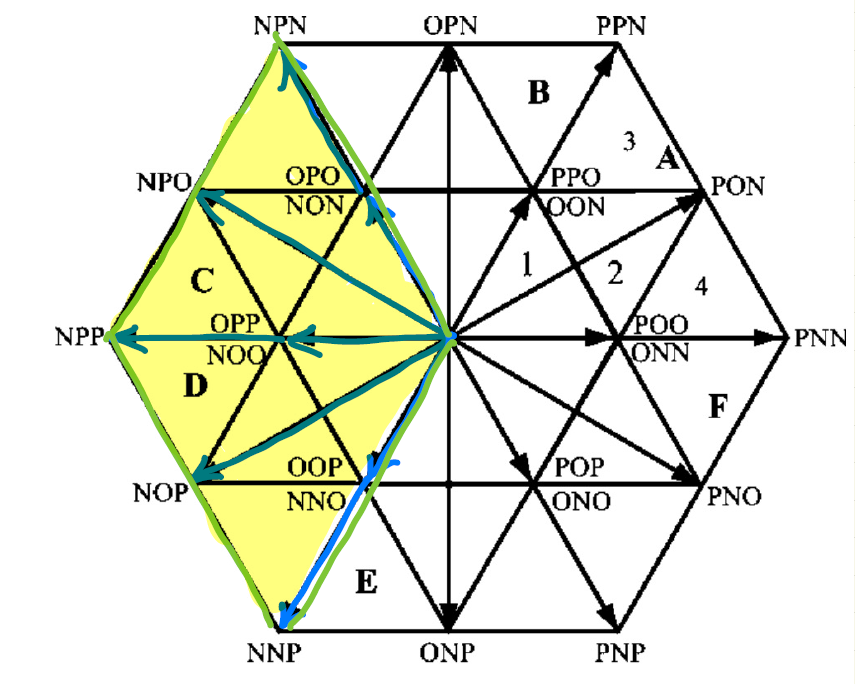 NPN OPN PPN
B
3
A
NPO OPO PPO PON
NON OON
C 1 2 4
NPP OPP POO PNN
NOO ONN
D
F
OOP POP
NOP NNO ONO PNO
E
NNP ONP PNP